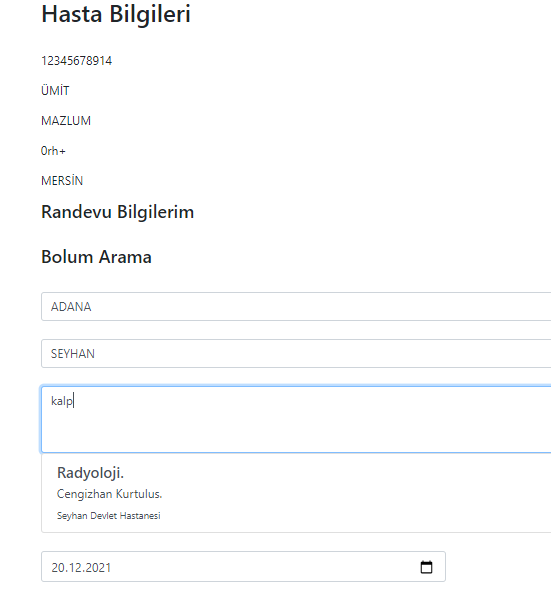 Hasta Bilgileri
12345678914
ÜMİT
MAZLUM
0rh+
MERSİN
Randevu Bilgilerim
Bolum Arama
ADANA
SEYHAN
kalp
Radyoloji.
Cengizhan Kurtulus.
Seyhan Devlet Hastanesi
20.12.2021